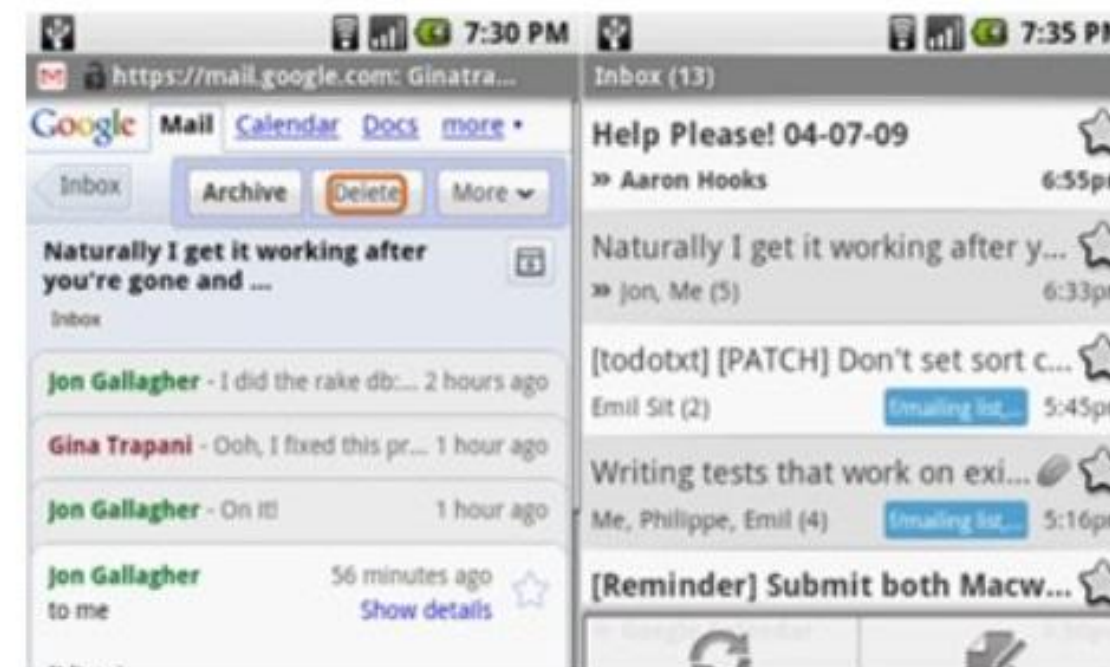 7:30 PM
https://mail.google.com: Ginatra...
Google Mail Calendar Docs more
Inbox Archive Delete More
Naturally I get it working after
you're gone and ...
Inbox
Jon Gallagher - I did the rake db:... 2 hours ago
Gina Trapani - Ooh, I fixed this pr... 1 hour ago
Jon Gallagher - On it! 1 hour ago
Jon Gallagher 56 minutes ago
to me Show details
7:35 PM
Inbox (13)
Help Please! 04-07-09
» Aaron Hooks 6:55pm
Naturally I get it working after y...
» Jon, Me (5) 6:33pm
[todotxt] [PATCH] Don't set sort c...
Emil Sit (2) mailing list,... 5:45pm
Writing tests that work on exi...
Me, Philippe, Emil (4) mailing list,... 5:16pm
[Reminder] Submit both Macw...